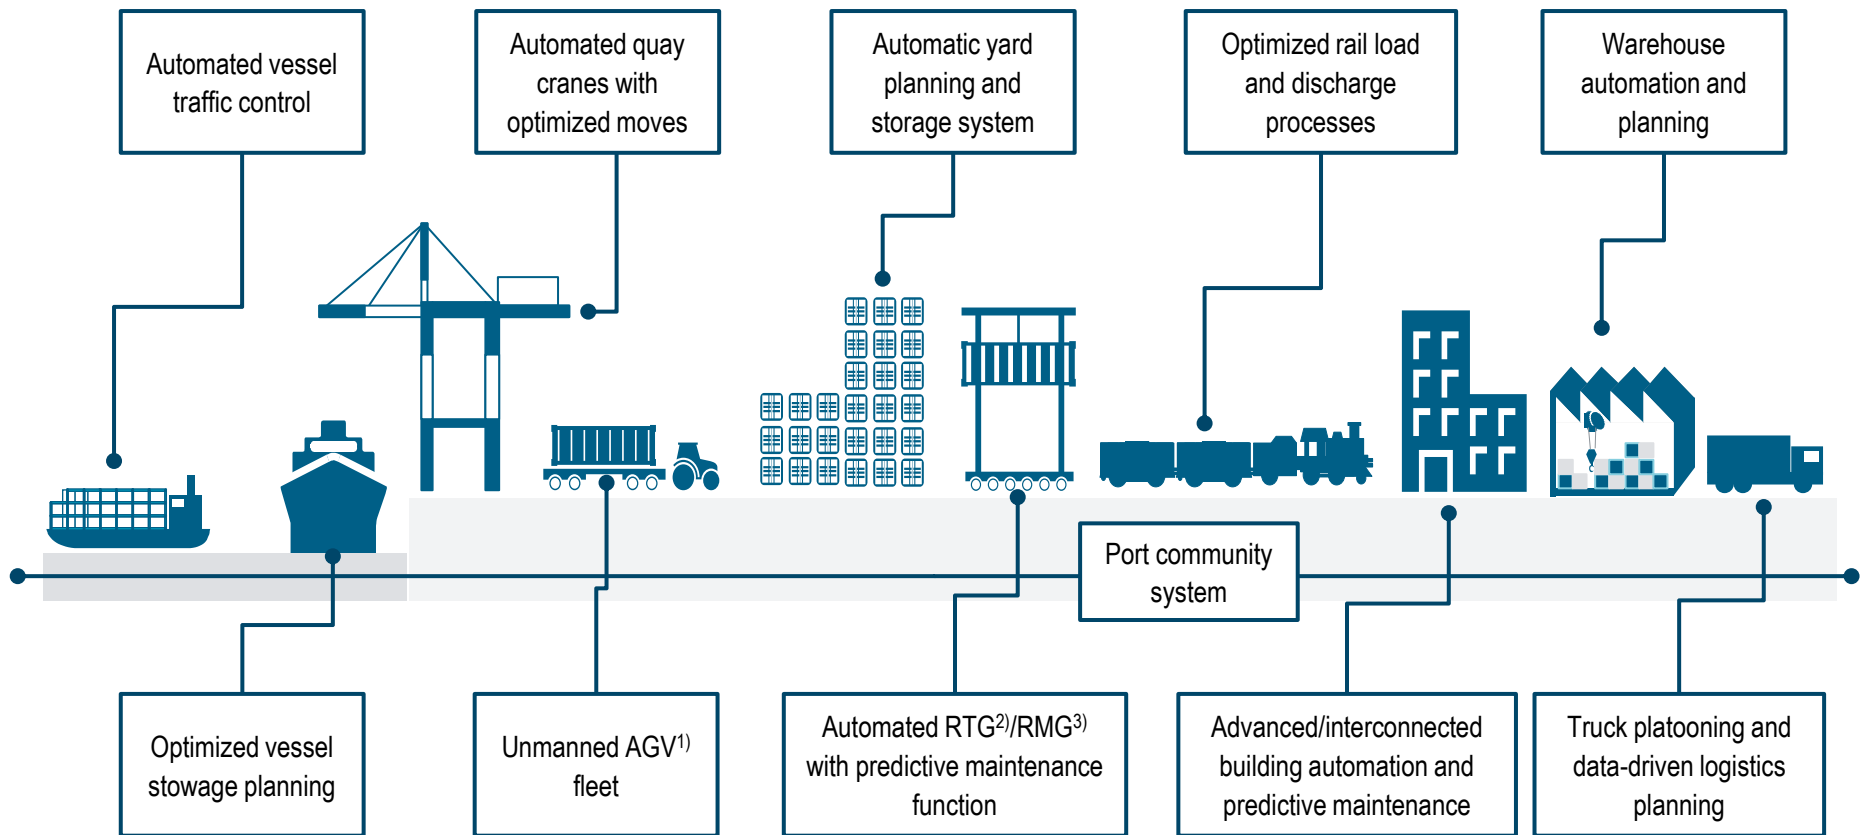 Automated vessel
traffic control
Automated quay
cranes with
optimized moves
Automatic yard
planning and
storage system
Optimized rail load
and discharge
processes
Warehouse
automation and
planning
Port community
system
Optimized vessel
stowage planning
Unmanned AGV1)
fleet
Automated RTG2)/RMG3)
with predictive maintenance
function
Advanced/interconnected
building automation and
predictive maintenance
Truck platooning and
data-driven logistics
planning